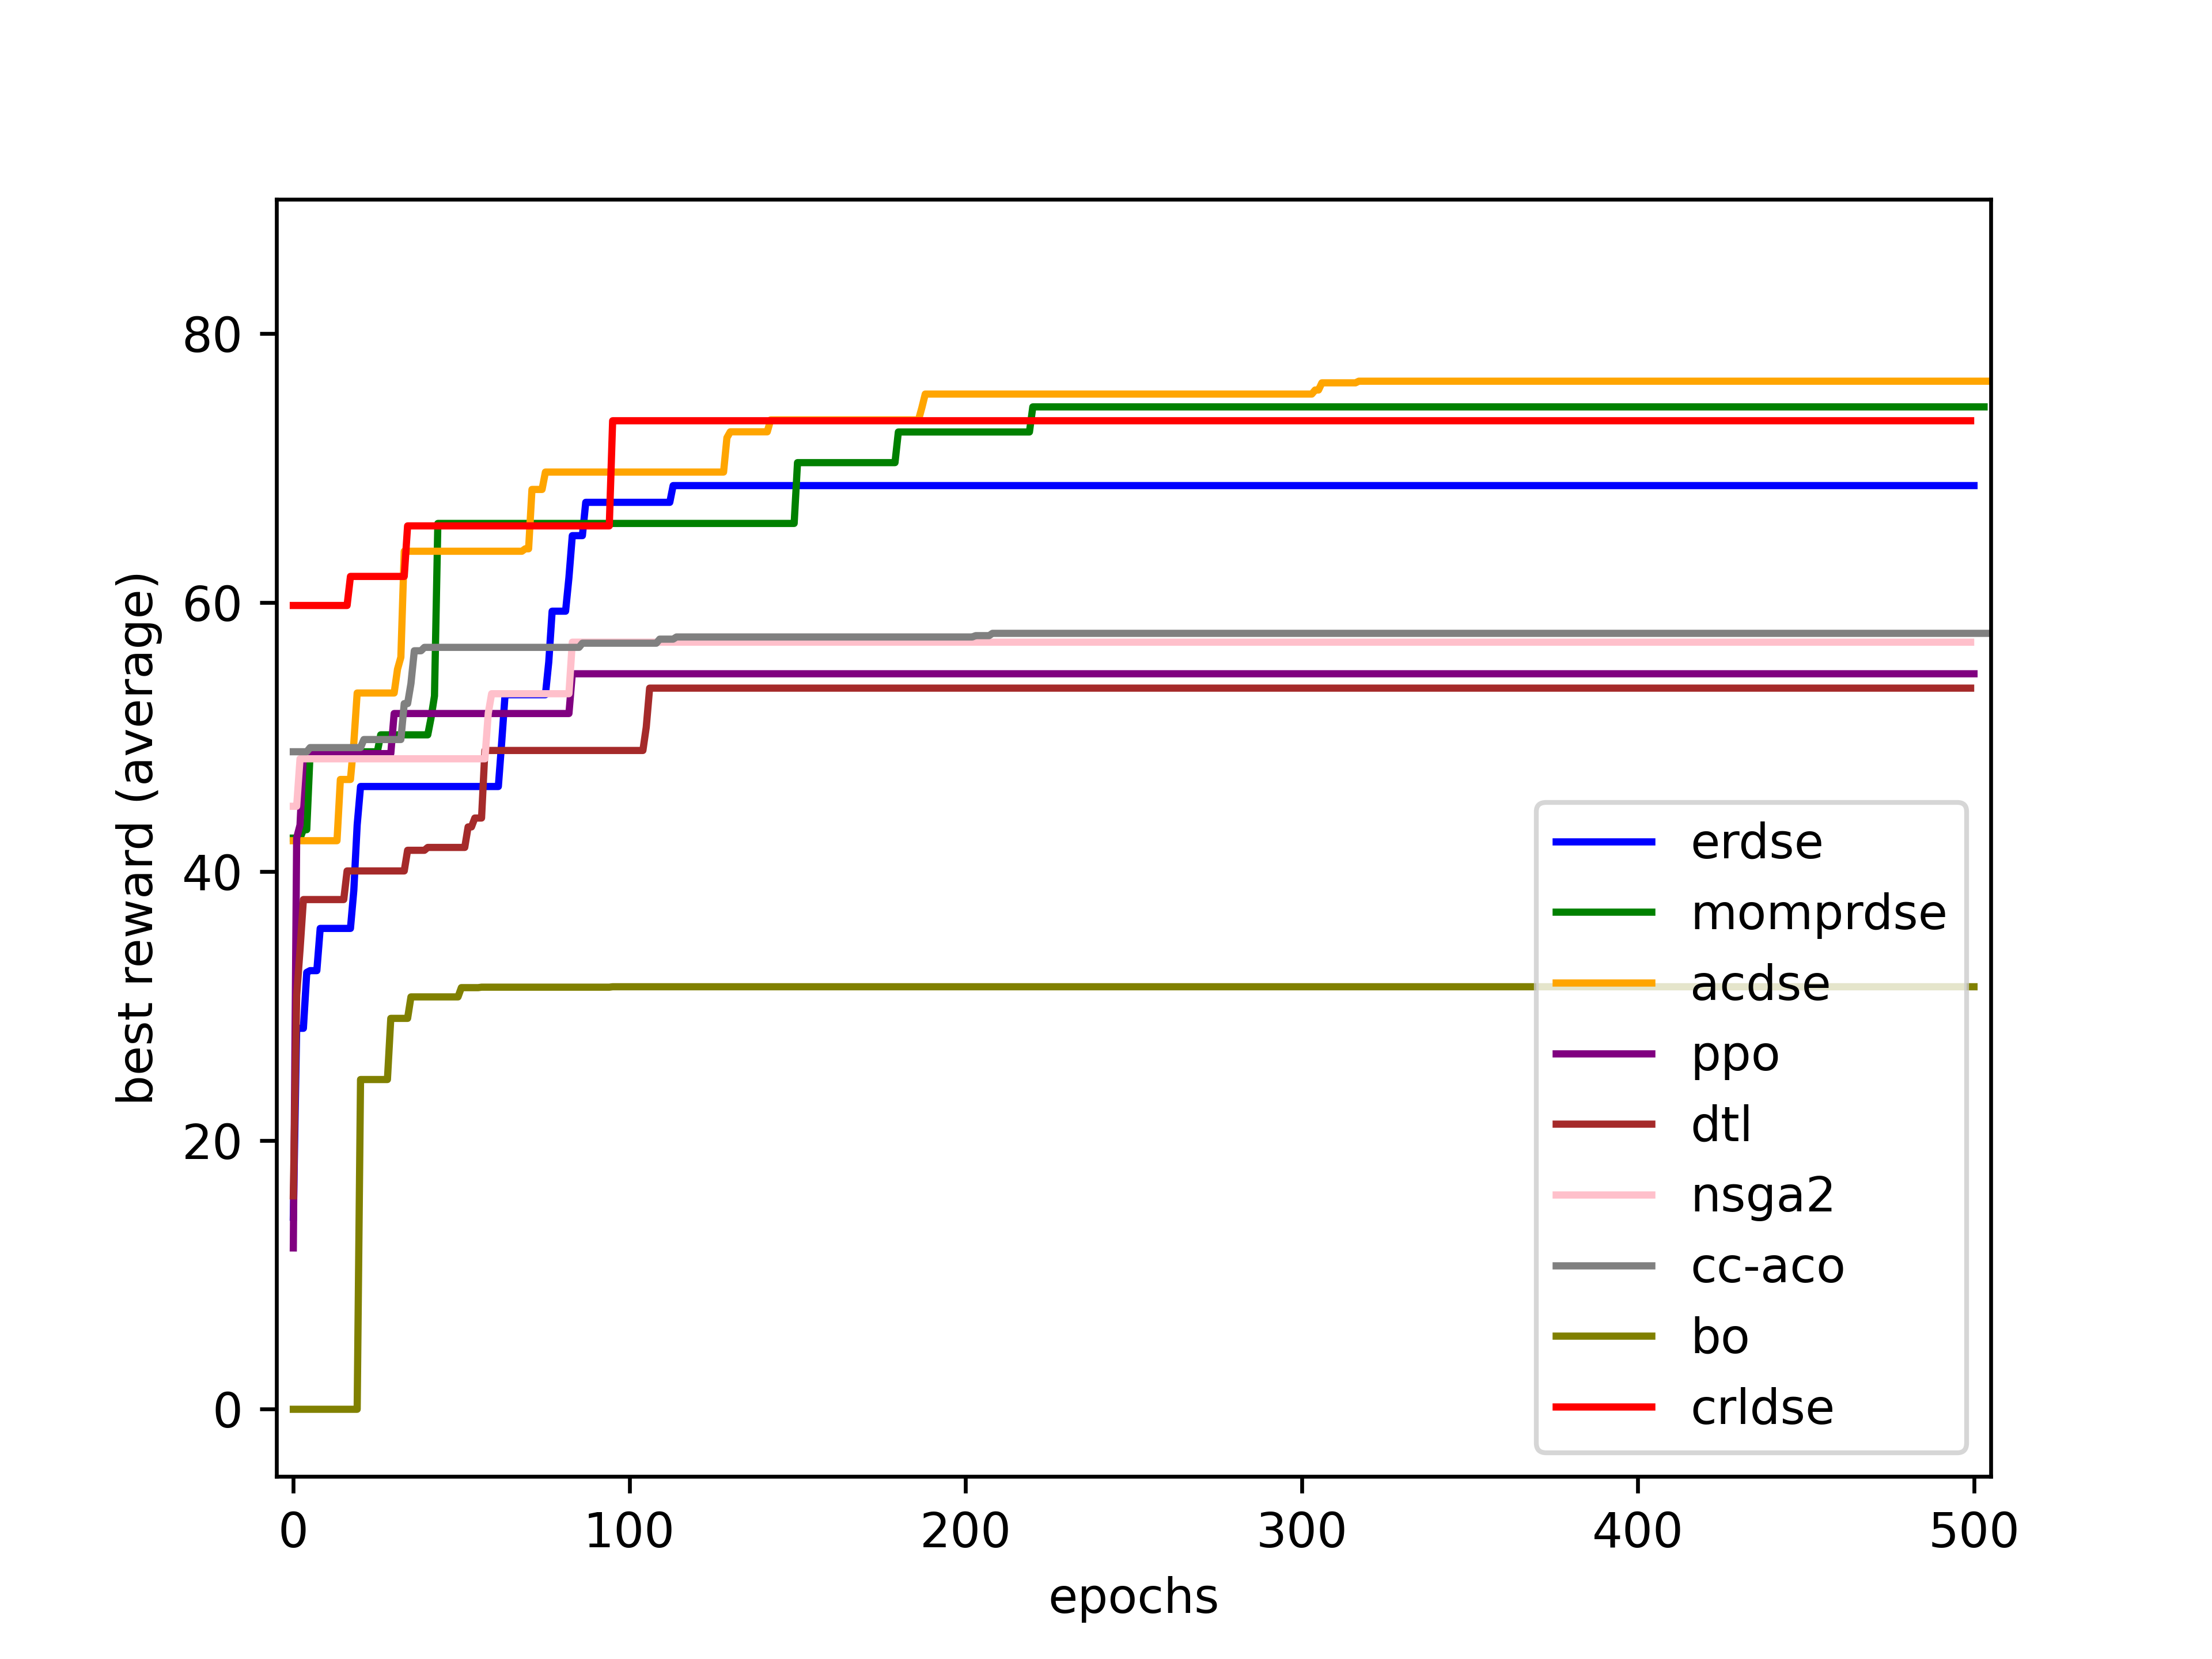 best reward (average)
80
60
40
20
0
0 100 200 300 400 500
epochs
erdse
momprdse
acdse
ppo
dtl
nsga2
cc-aco
bo
crldse